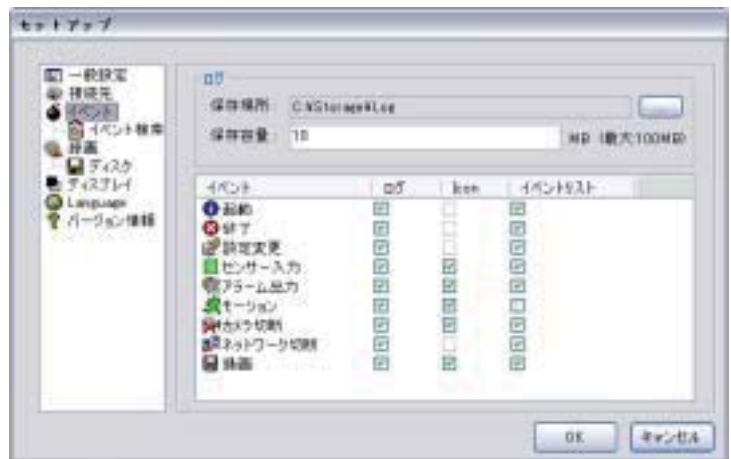 セットアップ
一般設定
接続先
イベント
イベント検索
録画
ディスク
ディスプレイ
Language
バージョン情報
ログ
保存場所 C:¥Storage¥Log ...
保存容量 10 MB (最大100MB)
イベント ログ Icon イベントリスト
起動
終了
設定変更
センサー入力
アラーム出力
モーション
カメラ切断
ネットワーク切断
録画
OK キャンセル